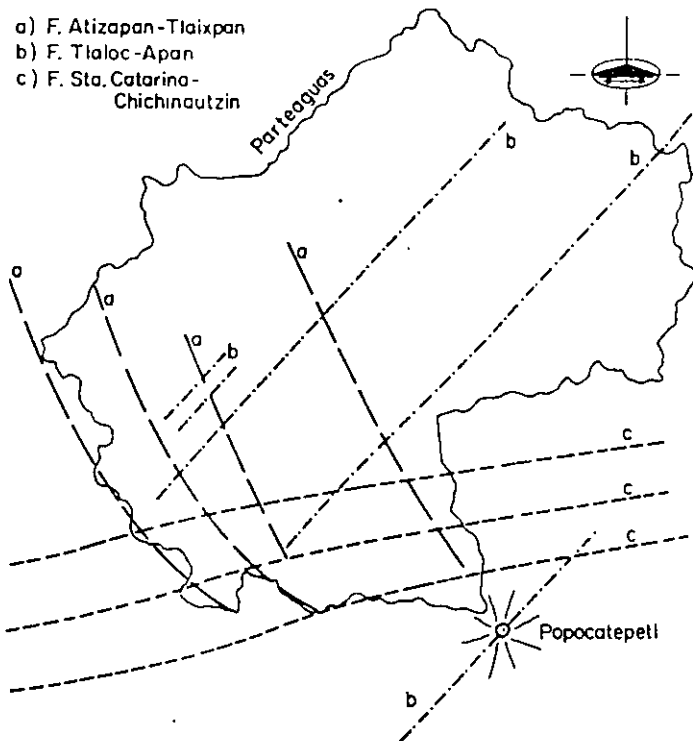 a) F. Atizapan-Tlaixpan
b) F. Tlaloc-Apan
c) F. Sta. Catarina-
Chichinautzin
Parteaguas
b
b
a
a
a
a
b
c
c
c
Popocatepetl
b